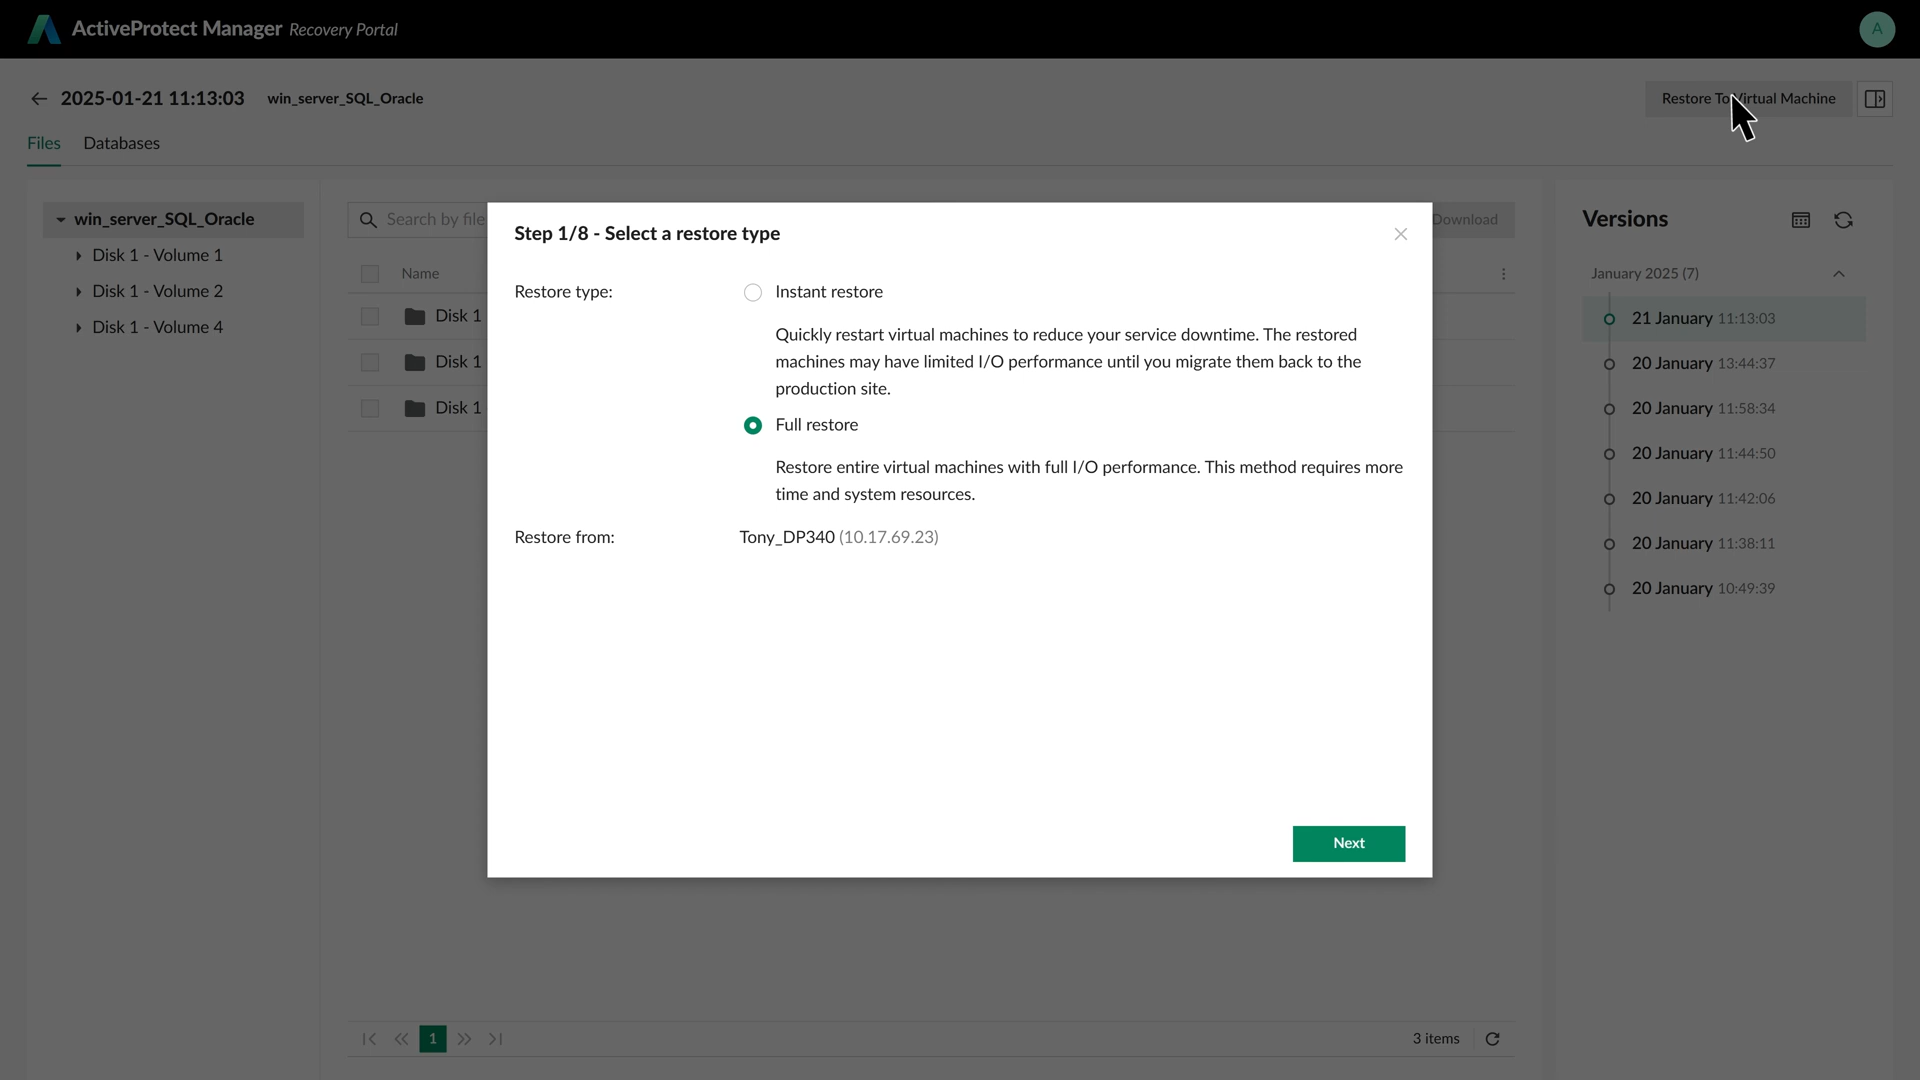 ActiveProtect Manager Recovery Portal
A
2025-01-21 11:13:03 win_server_SQL_Oracle
Restore To Virtual Machine
Files Databases
win_server_SQL_Oracle
Disk 1 - Volume 1
Disk 1 - Volume 2
Disk 1 - Volume 4
Search by file
Download
Name
Disk 1
Disk 1
Disk 1
1
3 items
Step 1/8 - Select a restore type
Restore type:
Instant restore
Quickly restart virtual machines to reduce your service downtime. The restored
machines may have limited I/O performance until you migrate them back to the
production site.
Full restore
Restore entire virtual machines with full I/O performance. This method requires more
time and system resources.
Restore from:
Tony_DP340 (10.17.69.23)
Next
Versions
January 2025 (7)
21 January 11:13:03
20 January 13:44:37
20 January 11:58:34
20 January 11:44:50
20 January 11:42:06
20 January 11:38:11
20 January 10:49:39